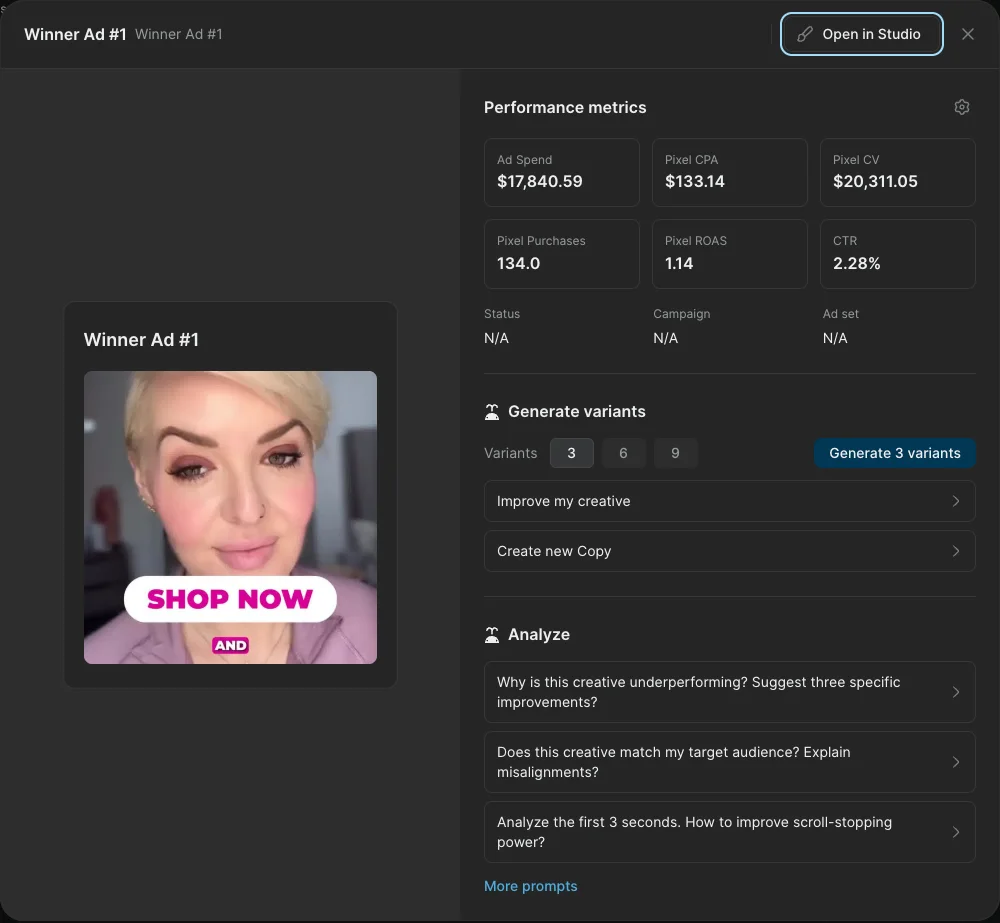 Winner Ad #1 Winner Ad #1
Open in Studio
Performance metrics
Ad Spend
$17,840.59
Pixel CPA
$133.14
Pixel CV
$20,311.05
Pixel Purchases
134.0
Pixel ROAS
1.14
CTR
2.28%
Status
N/A
Campaign
N/A
Ad set
N/A
Winner Ad #1
SHOP NOW
AND
Generate variants
Variants 3 6 9
Generate 3 variants
Improve my creative
Create new Copy
Analyze
Why is this creative underperforming? Suggest three specific
improvements?
Does this creative match my target audience? Explain
misalignments?
Analyze the first 3 seconds. How to improve scroll-stopping
power?
More prompts